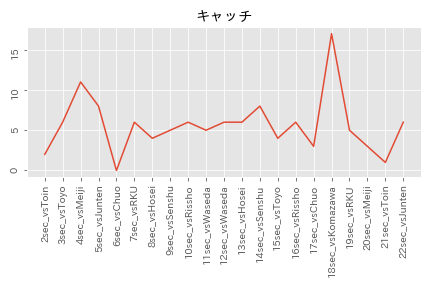 キャッチ
15
10
5
0
2sec_vsToin
3sec_vsToyo
4sec_vsMeiji
5sec_vsJunten
6sec_vsChuo
7sec_vsRKU
8sec_vsHosei
9sec_vsSenshu
10sec_vsRissho
11sec_vsWaseda
12sec_vsWaseda
13sec_vsHosei
14sec_vsSenshu
15sec_vsToyo
16sec_vsRissho
17sec_vsChuo
18sec_vsKomazawa
19sec_vsRKU
20sec_vsMeiji
21sec_vsToin
22sec_vsJunten